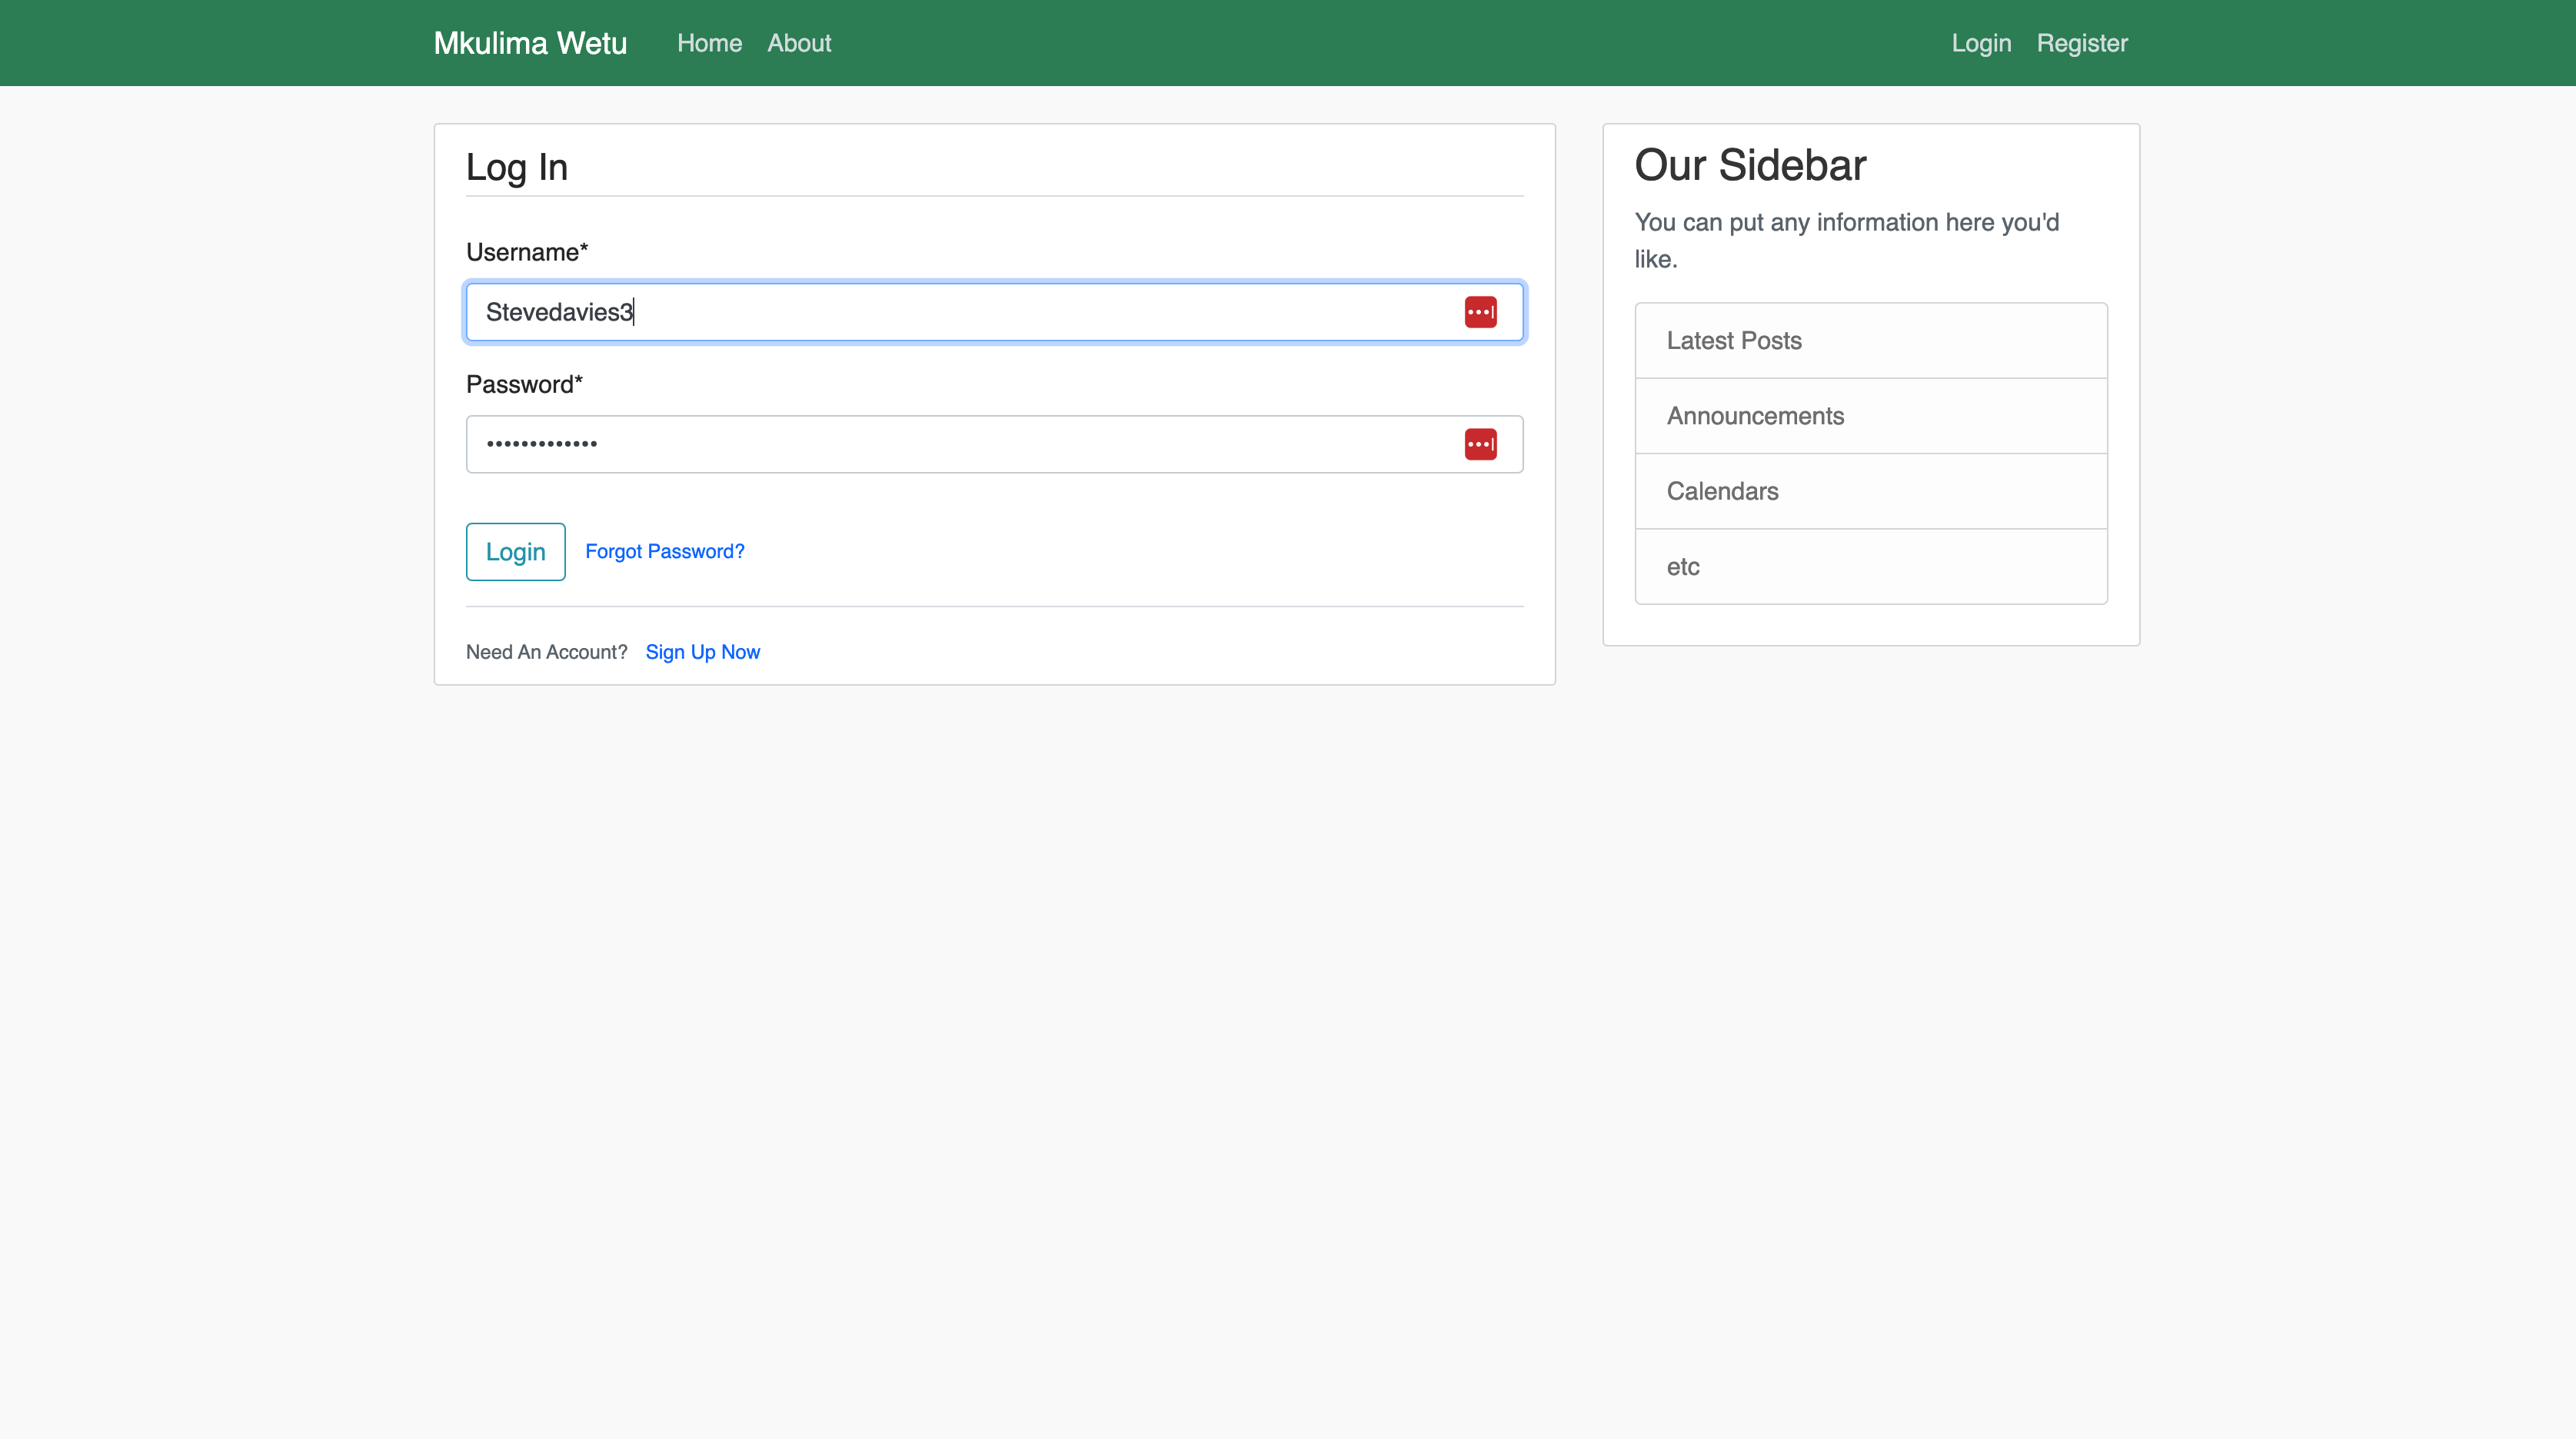 Mkulima Wetu Home About Login Register
Log In
Username*
Stevedavies3
Password*
•••••••••••••
Login Forgot Password?
Need An Account? Sign Up Now
Our Sidebar
You can put any information here you'd
like.
Latest Posts
Announcements
Calendars
etc